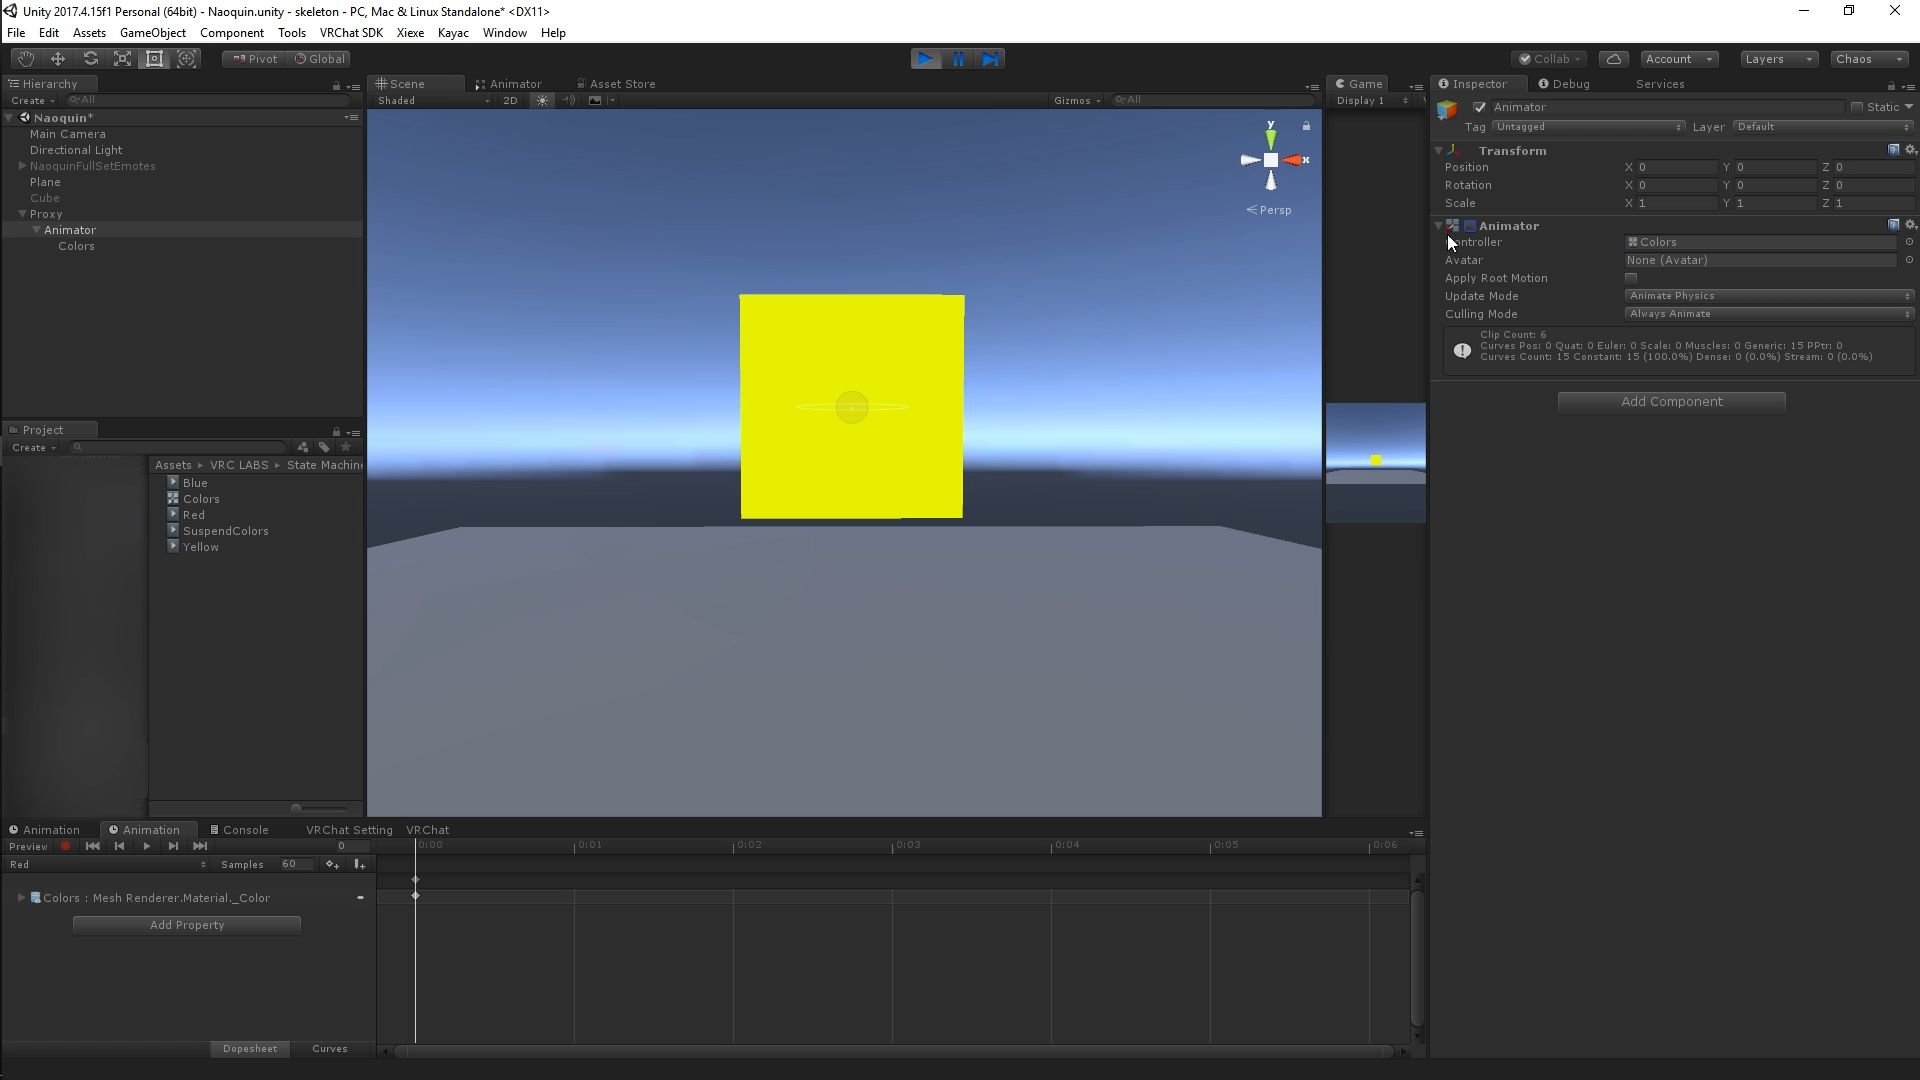 Unity 2017.4.15f1 Personal (64bit) - Naoquin.unity - skeleton - PC, Mac & Linux Standalone* <DX11>
File Edit Assets GameObject Component Tools VRChat SDK Xiexe Kayac Window Help
Pivot Global Collab Account Layers Chaos
Hierarchy
Create All
Naoquin*
Main Camera
Directional Light
NaoquinFullSetEmotes
Plane
Cube
Proxy
Animator
Colors
Scene Animator Asset Store
Shaded 2D Gizmos All
y
x
Persp
Game
Display 1
Inspector Debug Services
Animator Static
Tag Untagged Layer Default
Transform
Position X 0 Y 0 Z 0
Rotation X 0 Y 0 Z 0
Scale X 1 Y 1 Z 1
Animator
ontroller Colors
Avatar None (Avatar)
Apply Root Motion
Update Mode Animate Physics
Culling Mode Always Animate
Clip Count: 6
Curves Pos: 0 Quat: 0 Euler: 0 Scale: 0 Muscles: 0 Generic: 15 PPtr: 0
Curves Count: 15 Constant: 15 (100.0%) Dense: 0 (0.0%) Stream: 0 (0.0%)
Add Component
Project
Create
Assets VRC LABS State Machin
Blue
Colors
Red
SuspendColors
Yellow
Animation Animation Console VRChat Setting VRChat
Preview 0 0:00 0:01 0:02 0:03 0:04 0:05 0:06
Red Samples 60
Colors : Mesh Renderer.Material._Color
Add Property
Dopesheet Curves